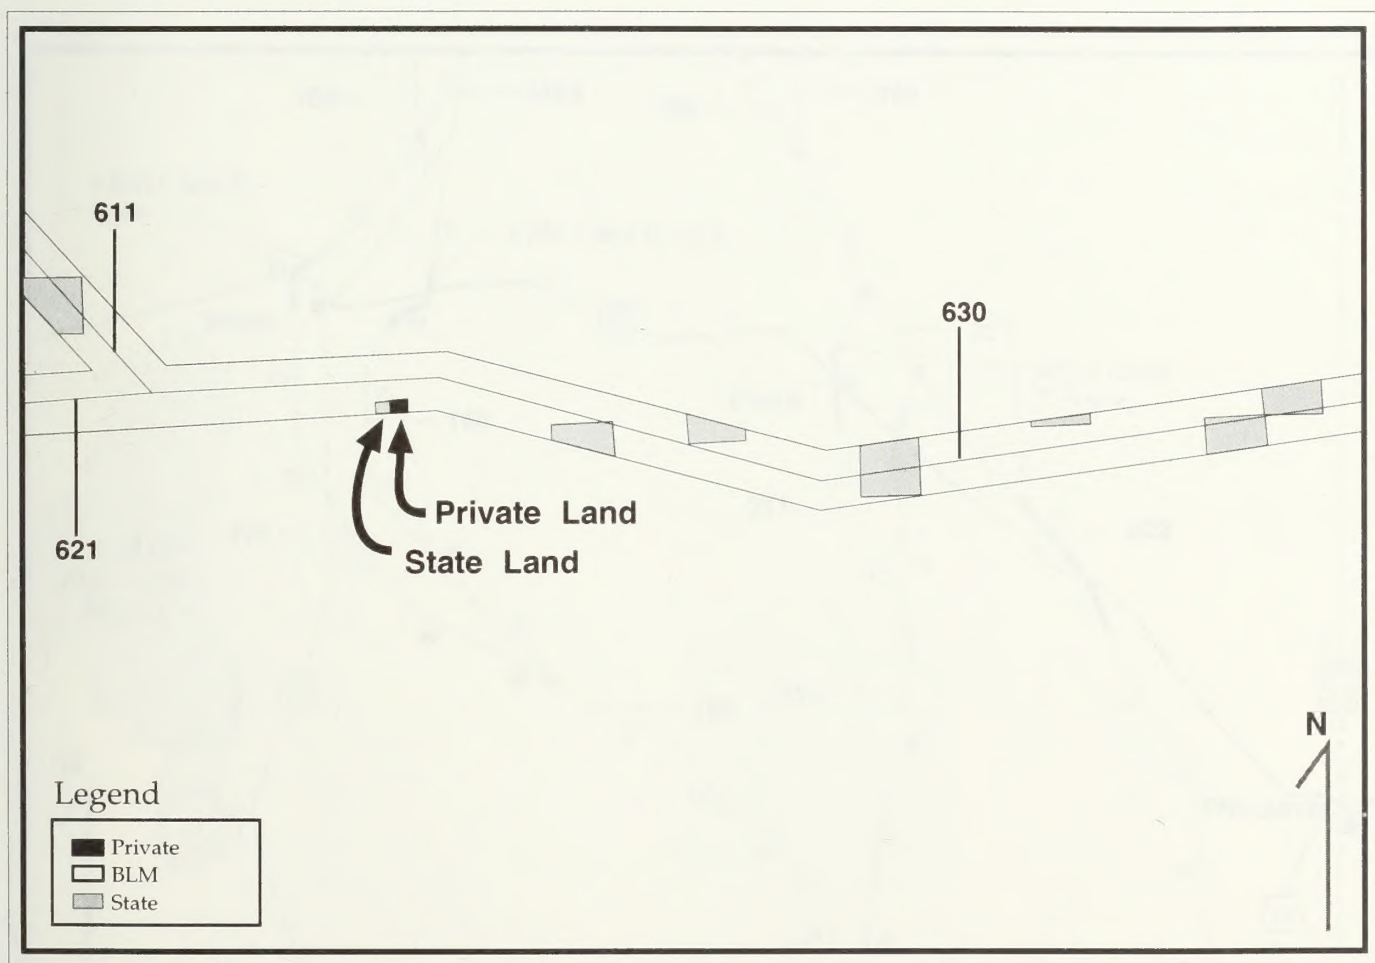 611
630
Private Land
621
State Land
N
Legend
Private
BLM
State